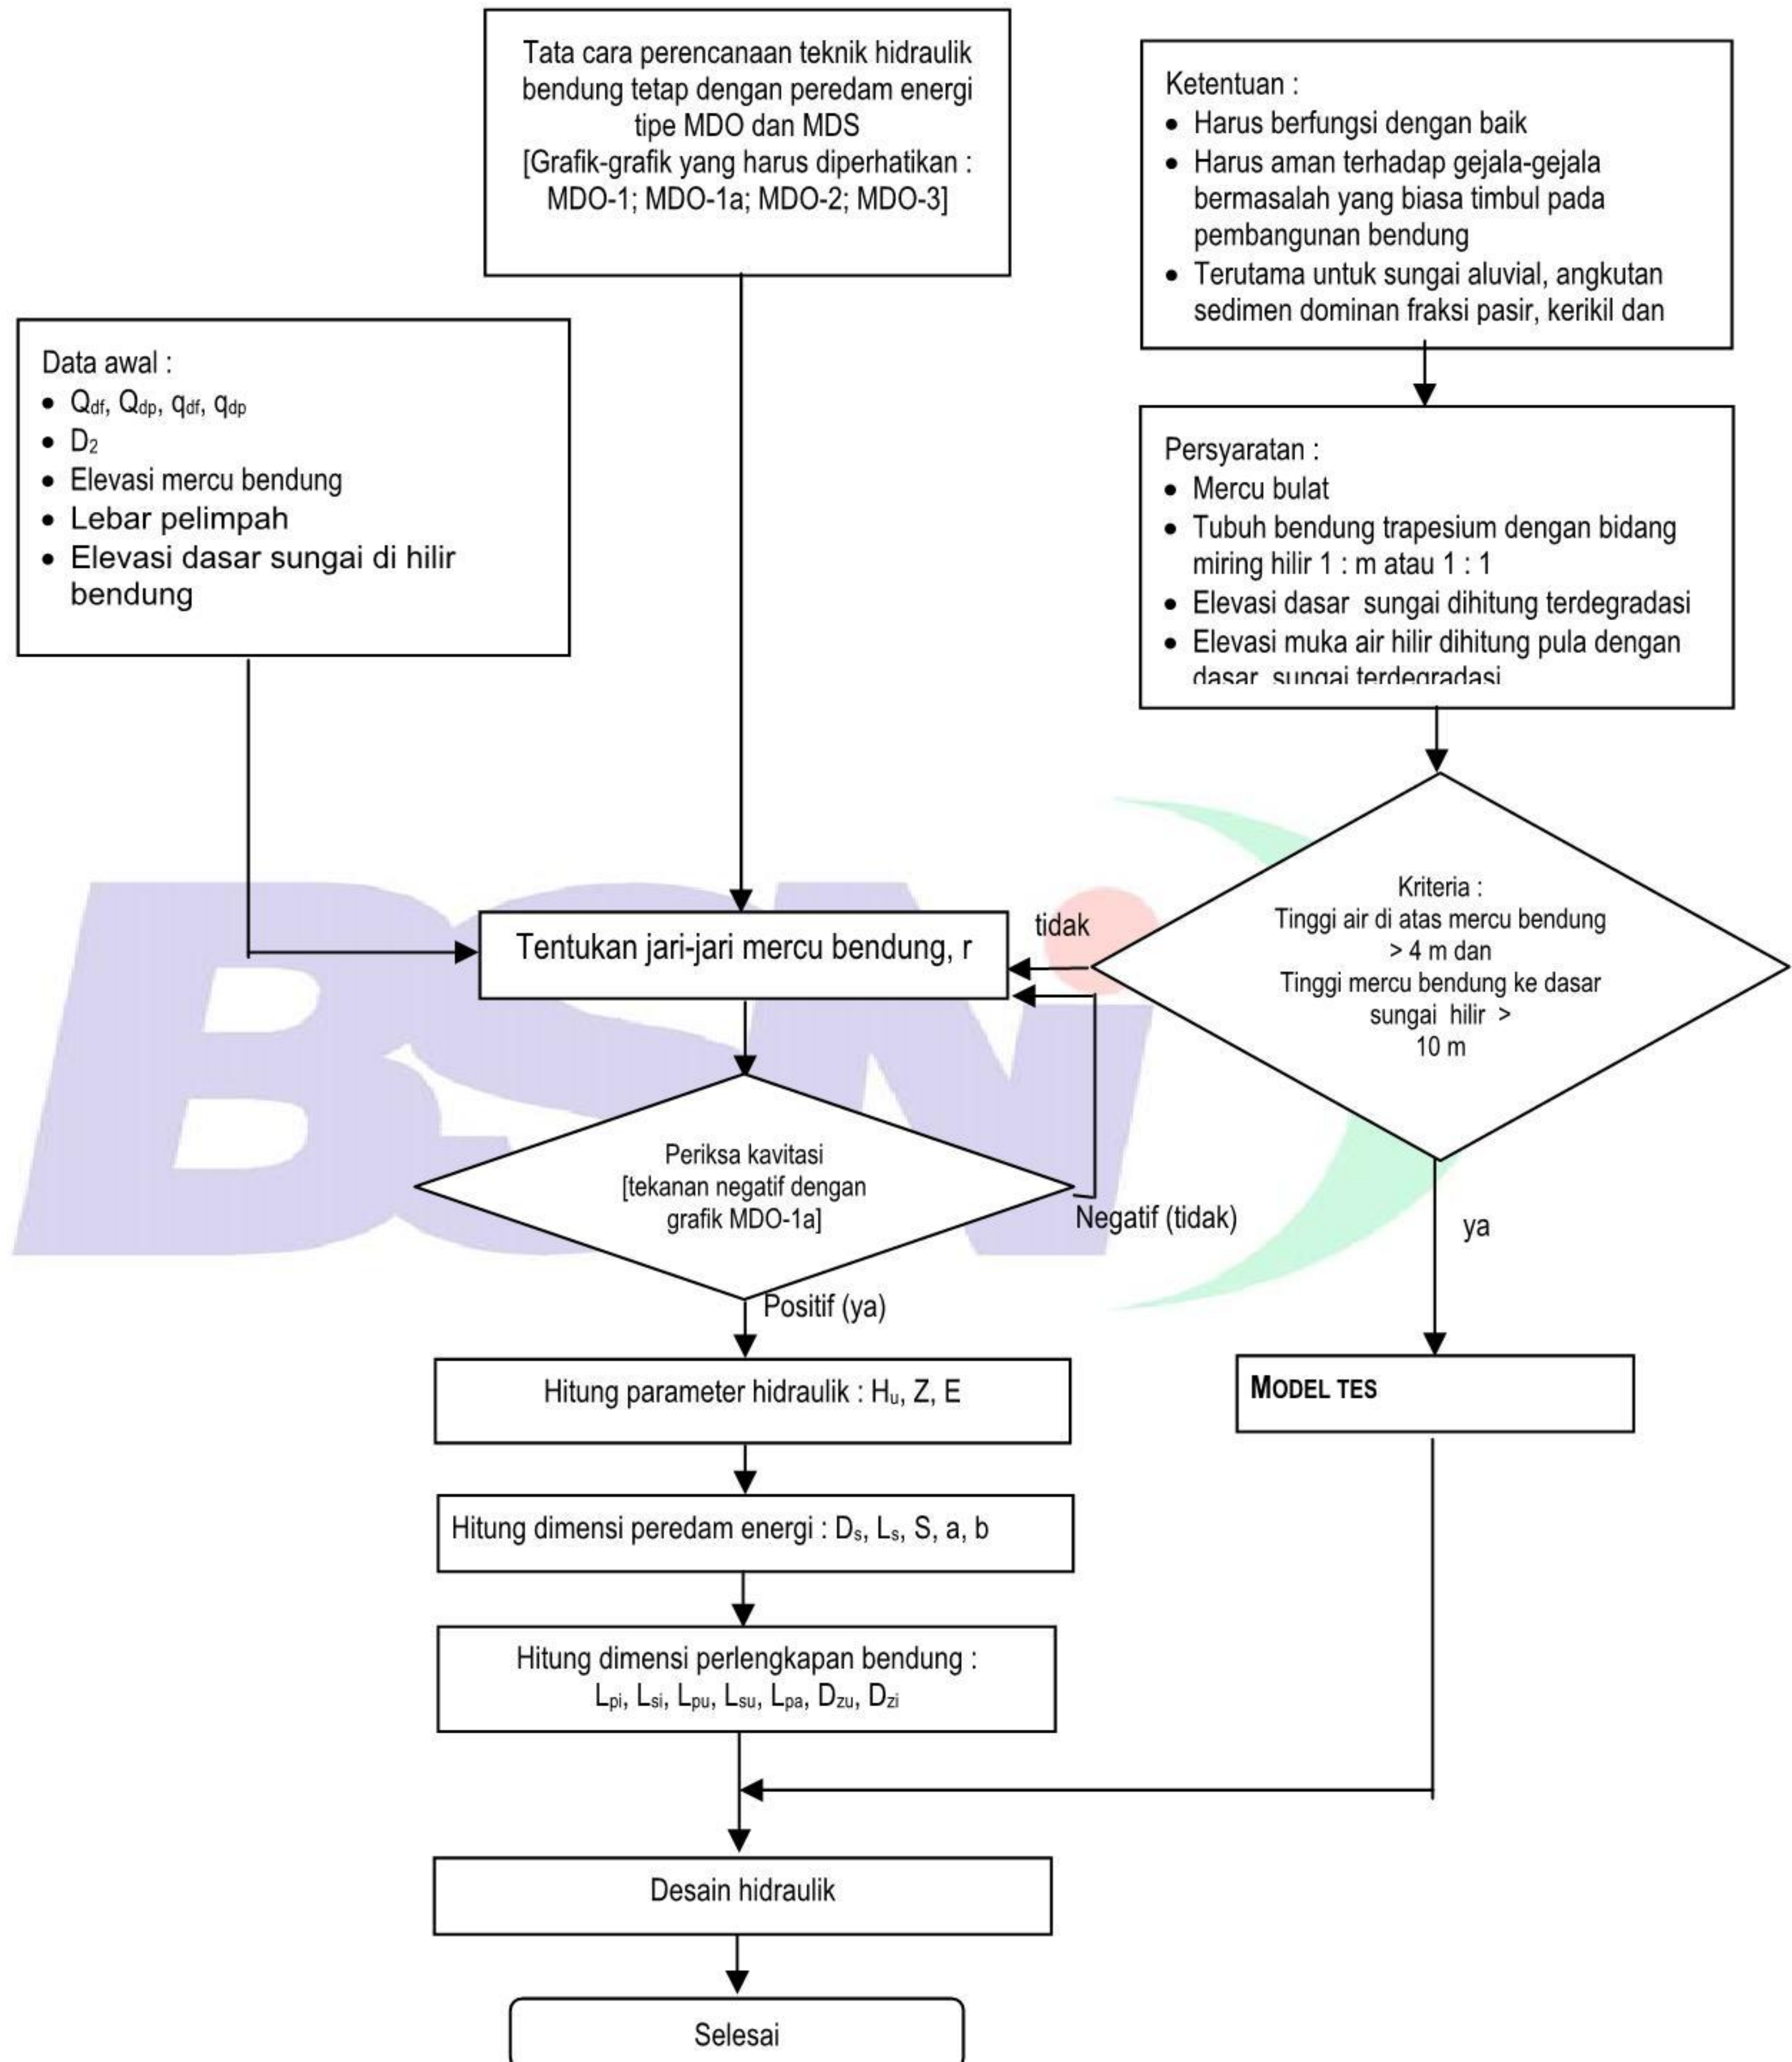 Tata cara perencanaan teknik hidraulik
bendung tetap dengan peredam energi
tipe MDO dan MDS
[Grafik-grafik yang harus diperhatikan :
MDO-1; MDO-1a; MDO-2; MDO-3]
Ketentuan :
• Harus berfungsi dengan baik
• Harus aman terhadap gejala-gejala
bermasalah yang biasa timbul pada
pembangunan bendung
• Terutama untuk sungai aluvial, angkutan
sedimen dominan fraksi pasir, kerikil dan
Data awal :
• Qdf, Qdp, qdf, qdp
• D2
• Elevasi mercu bendung
• Lebar pelimpah
• Elevasi dasar sungai di hilir
bendung
Persyaratan :
• Mercu bulat
• Tubuh bendung trapesium dengan bidang
miring hilir 1 : m atau 1 : 1
• Elevasi dasar sungai dihitung terdegradasi
• Elevasi muka air hilir dihitung pula dengan
dasar sungai terdegradasi
Kriteria :
Tinggi air di atas mercu bendung
> 4 m dan
Tinggi mercu bendung ke dasar
sungai hilir >
10 m
tidak
Tentukan jari-jari mercu bendung, r
BSN
Periksa kavitasi
[tekanan negatif dengan
grafik MDO-1a]
Negatif (tidak)
ya
Positif (ya)
Hitung parameter hidraulik : Hu, Z, E
MODEL TES
Hitung dimensi peredam energi : Ds, Ls, S, a, b
Hitung dimensi perlengkapan bendung :
Lpi, Lsi, Lpu, Lsu, Lpa, Dzu, Dzi
Desain hidraulik
Selesai